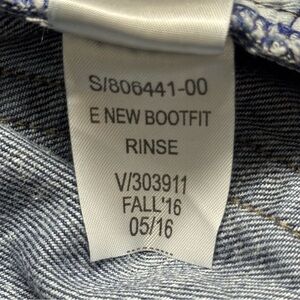 S/806441-00
E NEW BOOTFIT
RINSE
V/303911
FALL'16
05/16